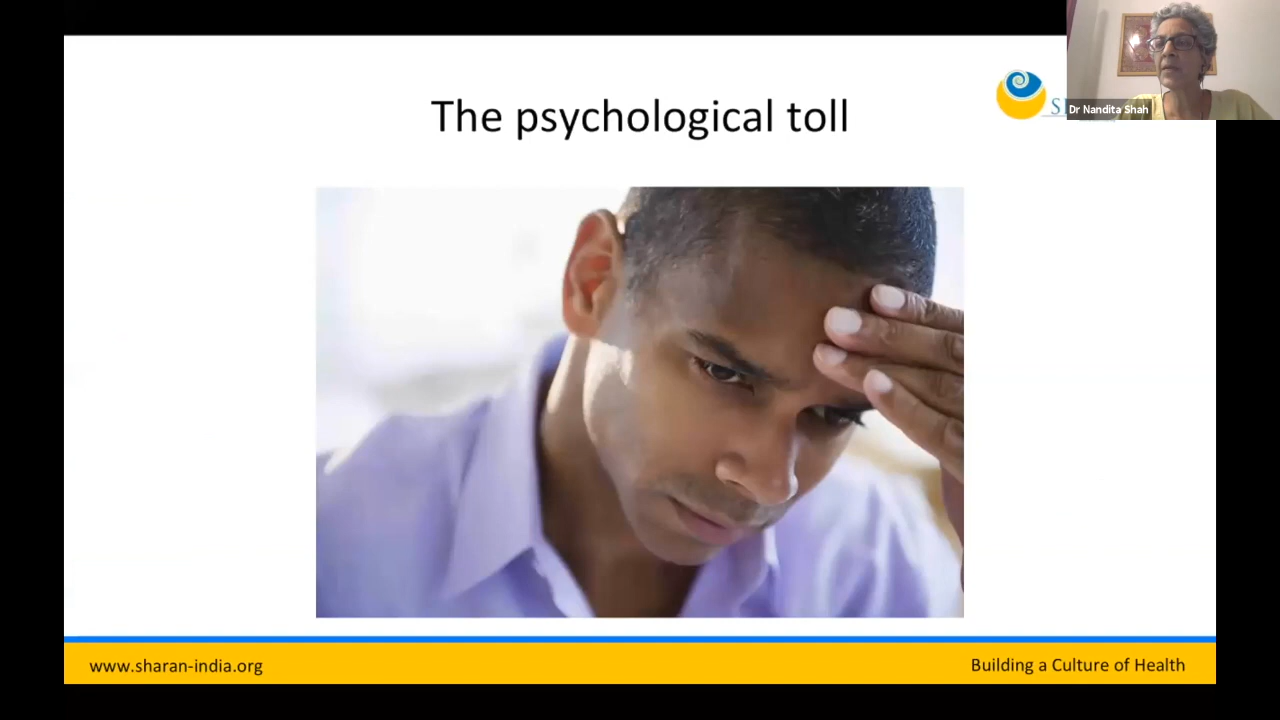 The psychological toll
Dr Nandita Shah
www.sharan-india.org
Building a Culture of Health